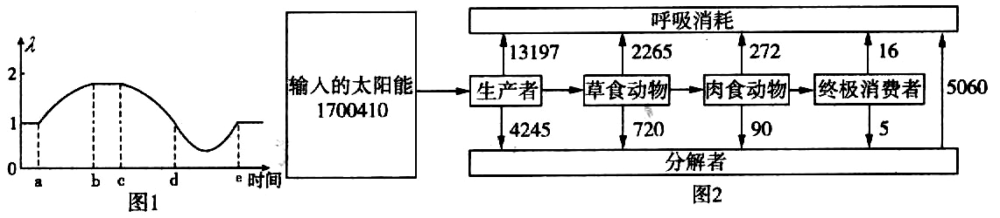 λ
2
1
0
a b c d e 时间
图1
输入的太阳能
1700410
呼吸消耗
13197 2265 272 16
生产者 草食动物 肉食动物 终极消费者 5060
4245 720 90 5
分解者
图2